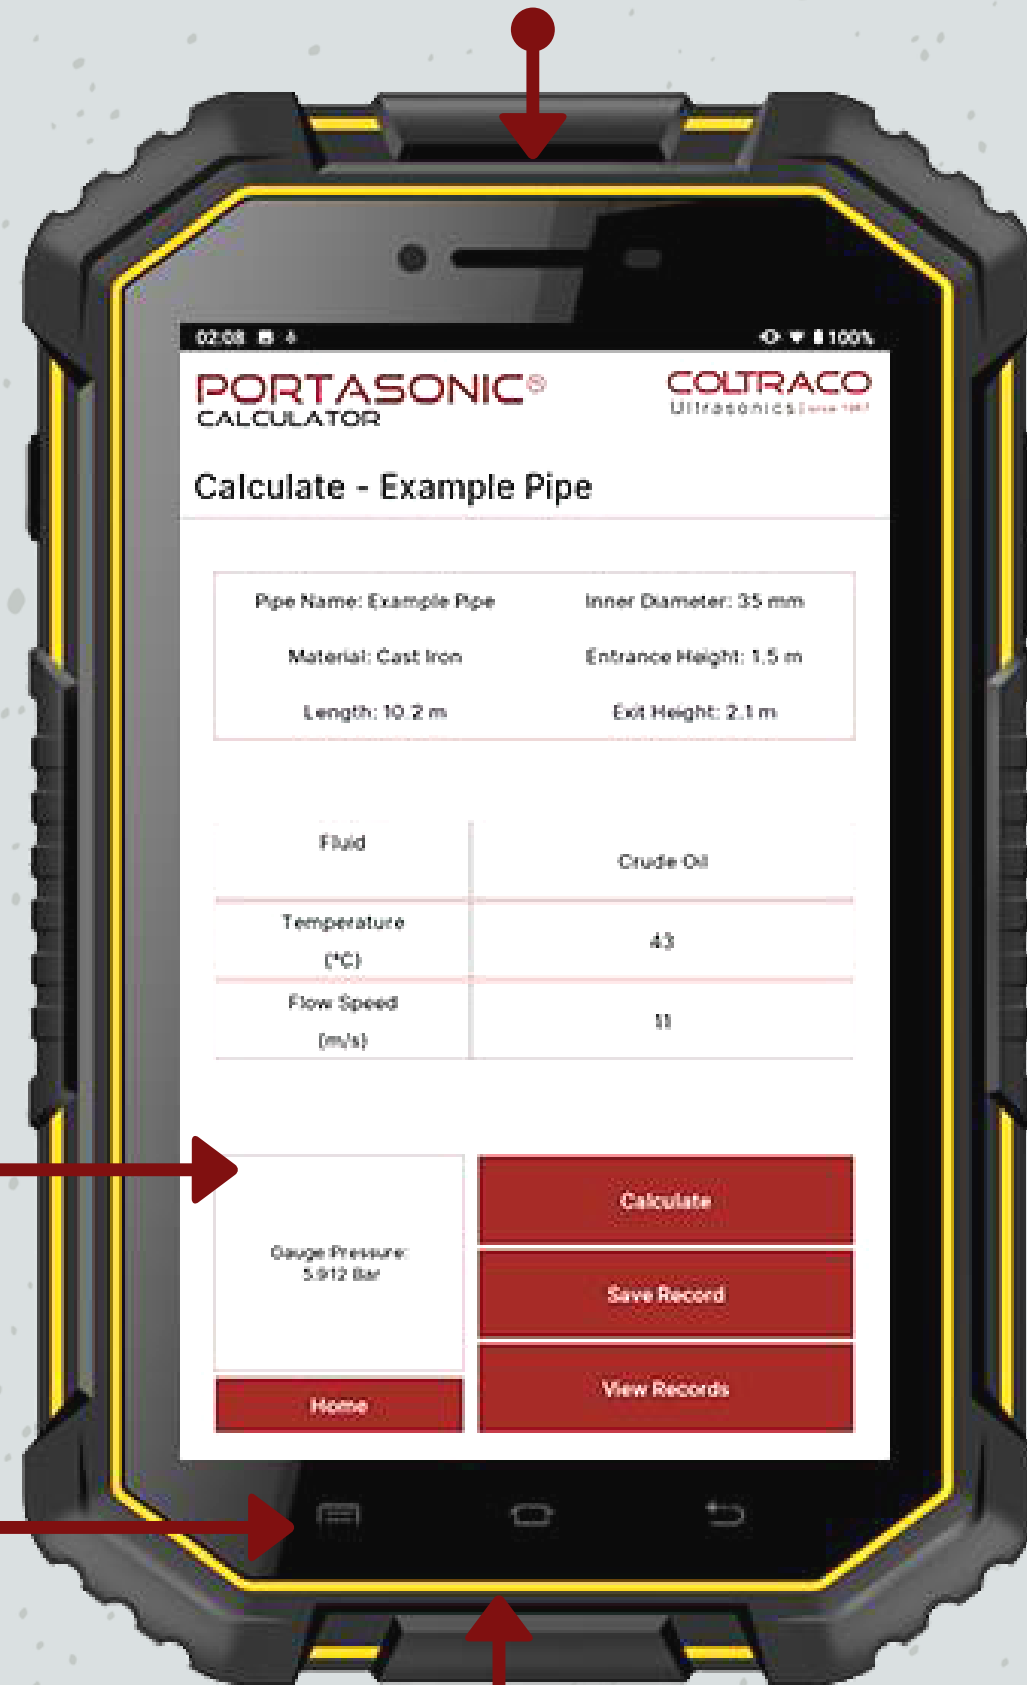 02:08
100%
PORTASONIC®
CALCULATOR
COLTRACO
Ultrasonics
Calculate - Example Pipe
Pipe Name: Example Pipe
Inner Diameter: 35 mm
Material: Cast Iron
Entrance Height: 1.5 m
Length: 10.2 m
Exit Height: 2.1 m
Fluid
Crude Oil
Temperature
(°C)
43
Flow Speed
(m/s)
11
Gauge Pressure:
5.912 Bar
Calculate
Save Record
View Records
Home